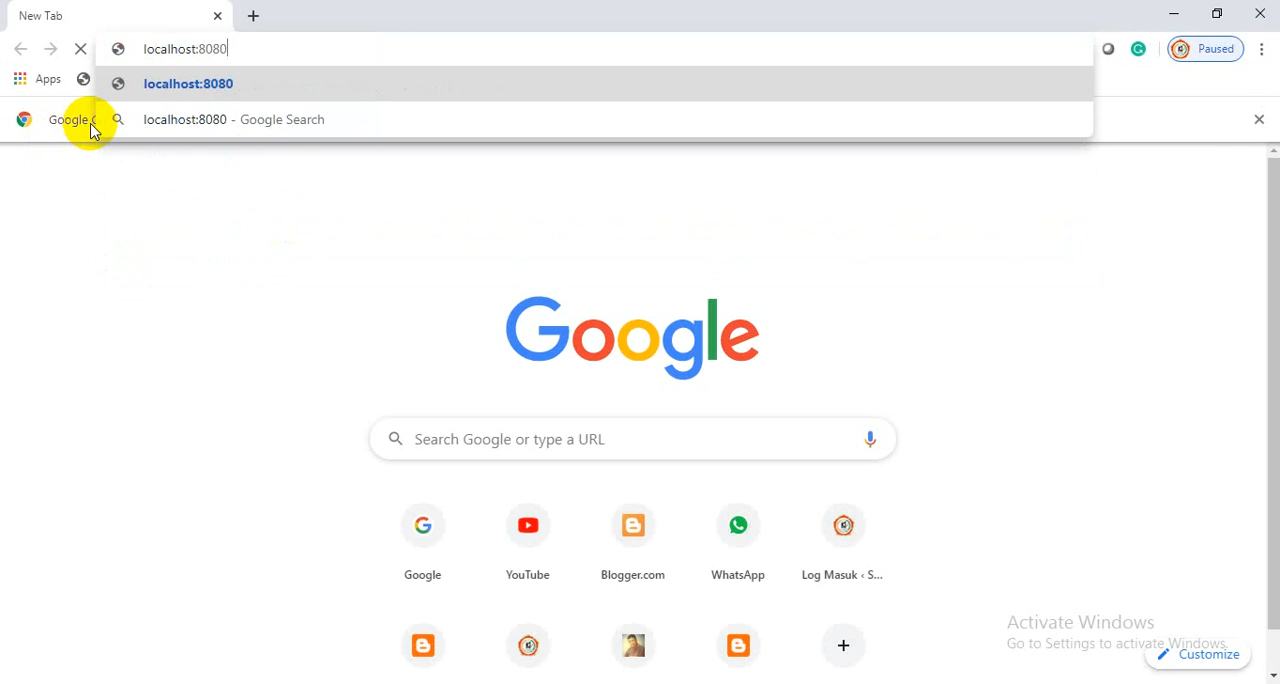 New Tab
localhost:8080
Paused
Apps
localhost:8080
Google
localhost:8080 - Google Search
Google
Search Google or type a URL
Google
YouTube
Blogger.com
WhatsApp
Log Masuk ‹ S...
Activate Windows
Go to Settings to activate Windows.
Customize